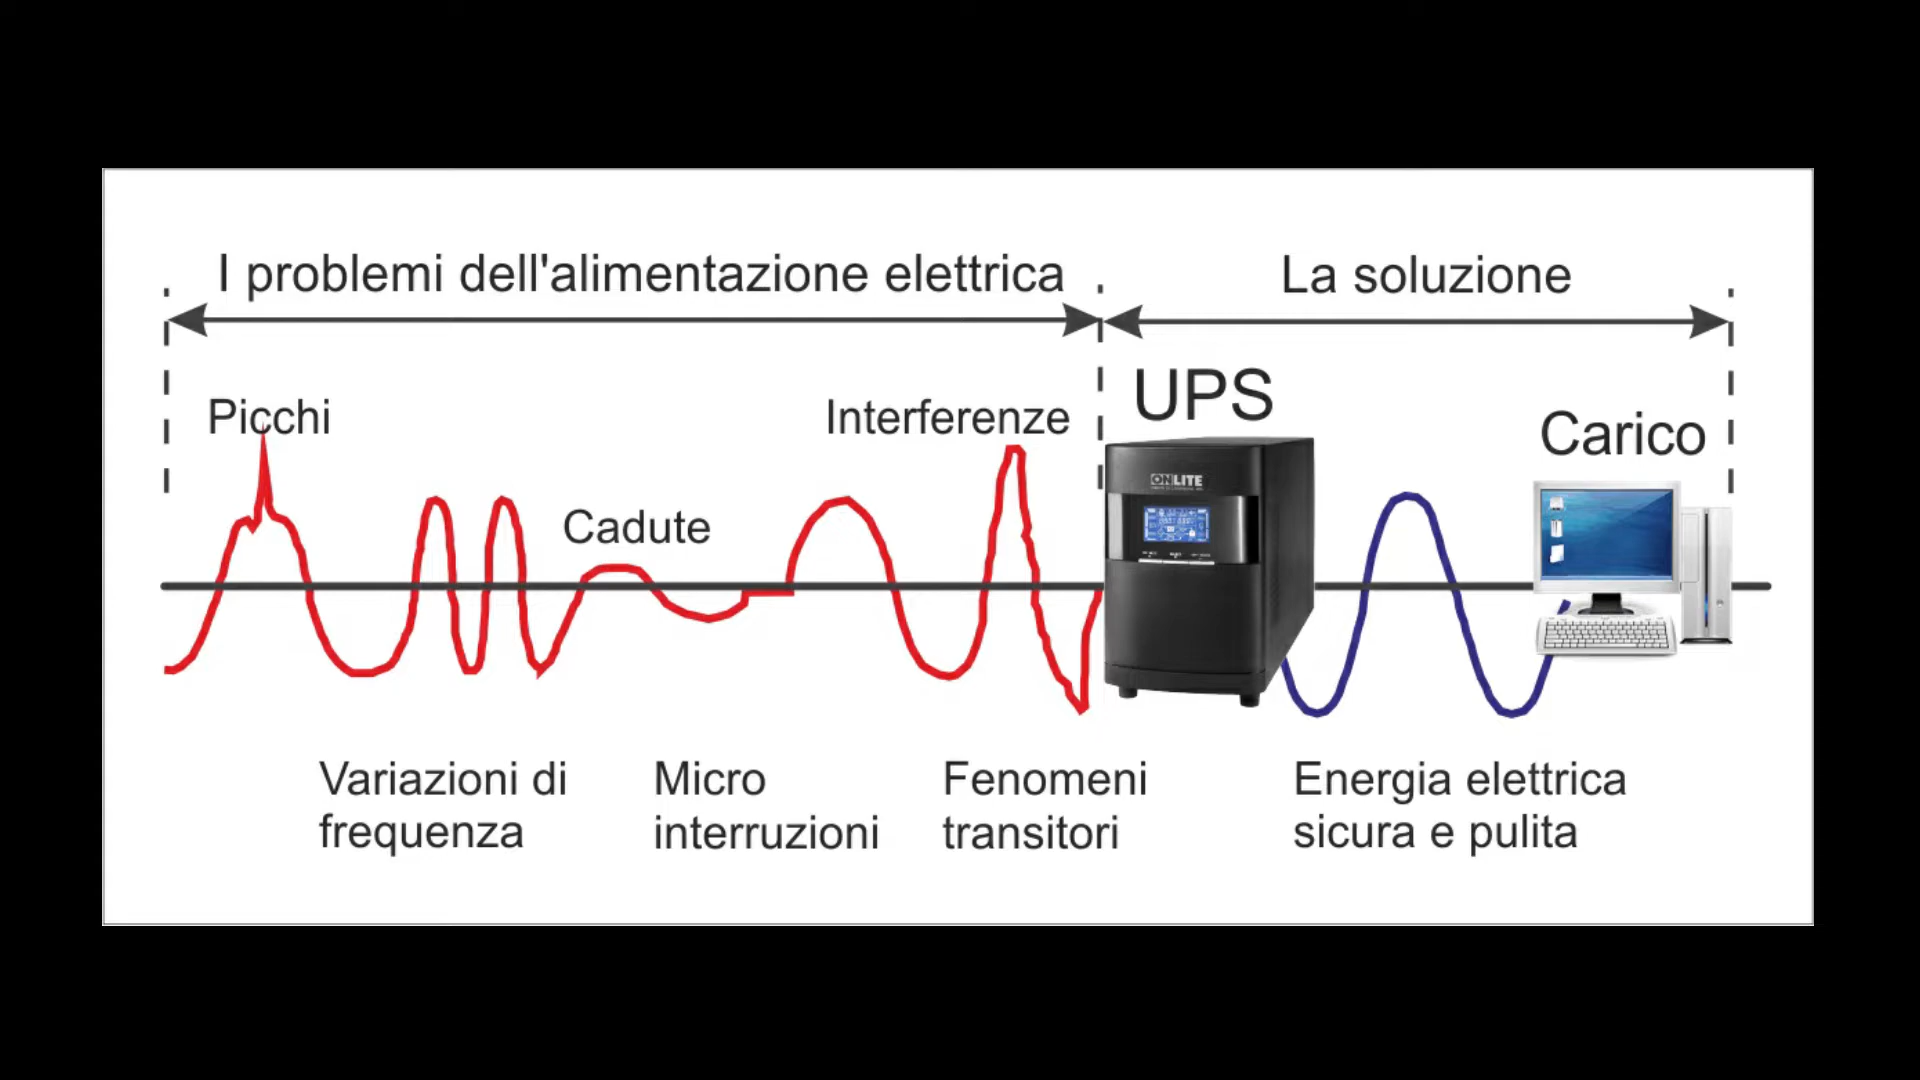 I problemi dell'alimentazione elettrica
La soluzione
Picchi
Interferenze
UPS
Carico
Cadute
ONLITE
Variazioni di
frequenza
Micro
interruzioni
Fenomeni
transitori
Energia elettrica
sicura e pulita